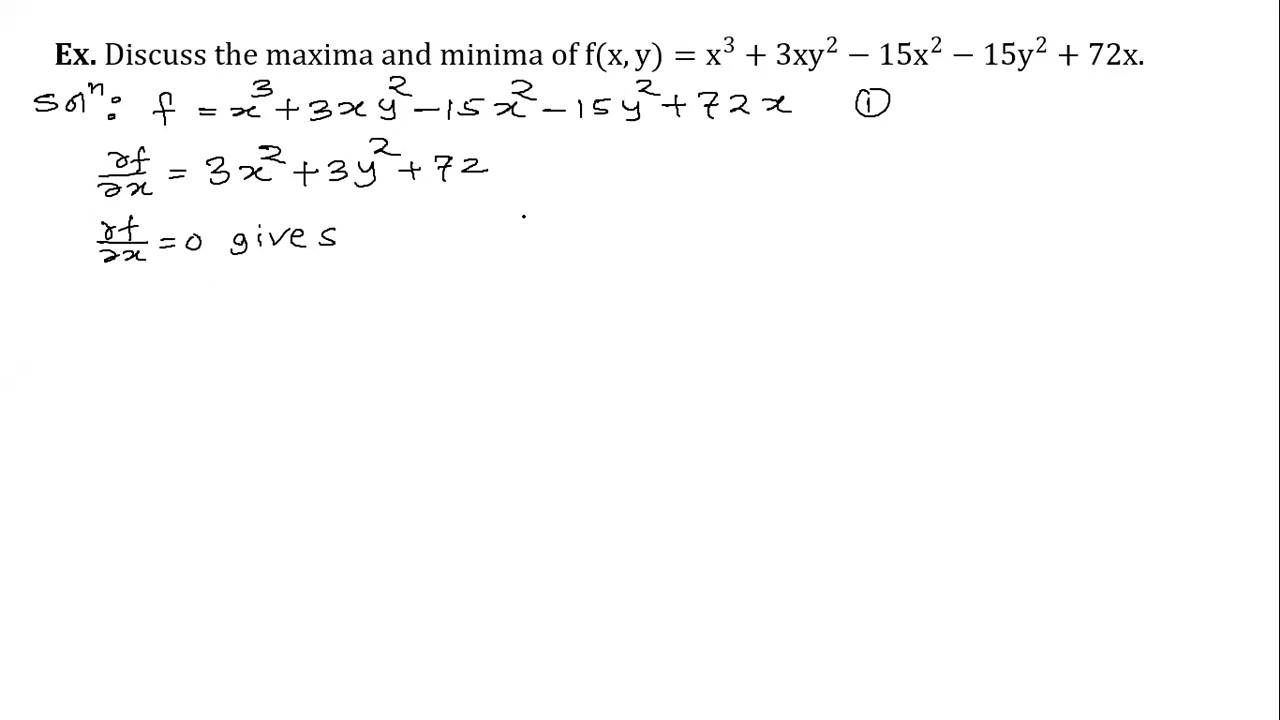 Ex. Discuss the maxima and minima of f(x, y) = x³ + 3xy² − 15x² − 15y² + 72x.
Solⁿ: f = x³ + 3xy² − 15x² − 15y² + 72x ①
∂f/∂x = 3x² + 3y² + 72
∂f/∂x = 0 gives